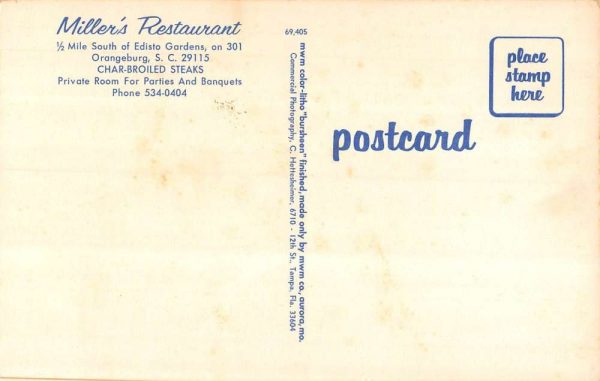 Miller's Restaurant
½ Mile South of Edisto Gardens, on 301
Orangeburg, S. C. 29115
CHAR-BROILED STEAKS
Private Room For Parties And Banquets
Phone 534-0404
69,405
mwm color-litho "bursheen" finished, made only by mwm co., aurora, mo.
Commercial Photography, C. Hettesheimer, 6710 - 12th St., Tampa, Fla. 33604
postcard
place
stamp
here